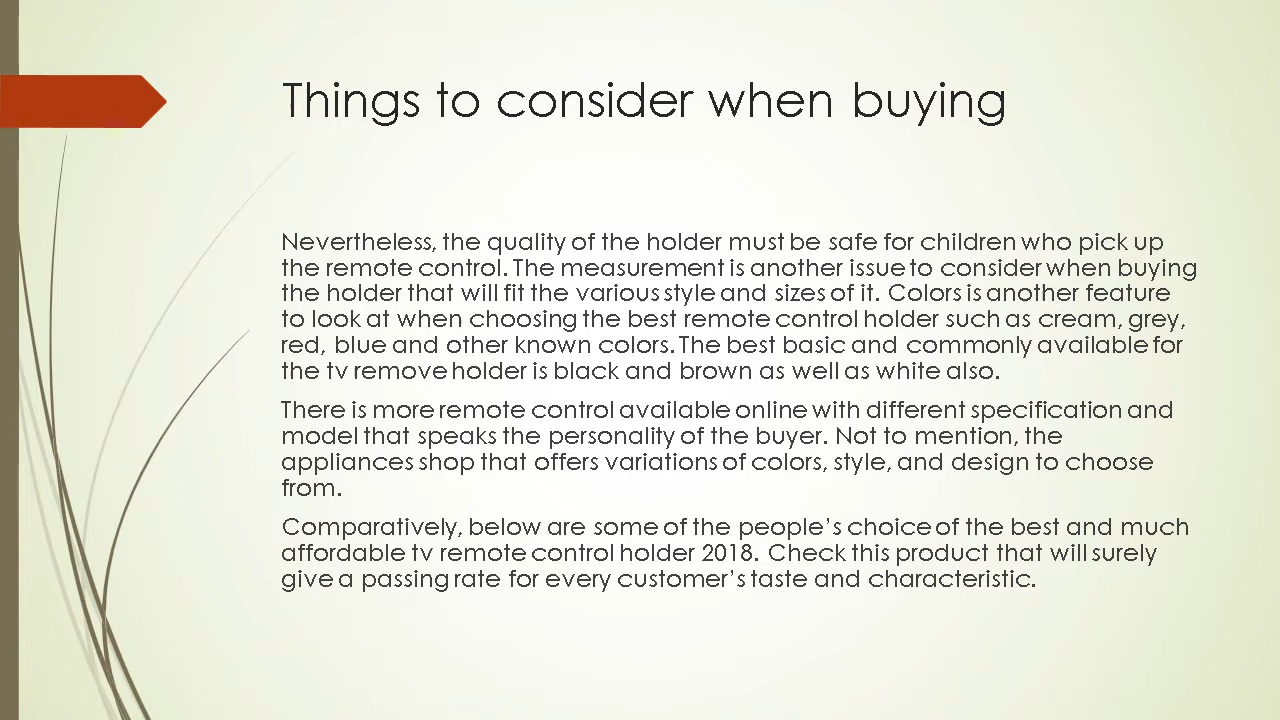 Things to consider when buying
Nevertheless, the quality of the holder must be safe for children who pick up
the remote control. The measurement is another issue to consider when buying
the holder that will fit the various style and sizes of it. Colors is another feature
to look at when choosing the best remote control holder such as cream, grey,
red, blue and other known colors. The best basic and commonly available for
the tv remove holder is black and brown as well as white also.
There is more remote control available online with different specification and
model that speaks the personality of the buyer. Not to mention, the
appliances shop that offers variations of colors, style, and design to choose
from.
Comparatively, below are some of the people’s choice of the best and much
affordable tv remote control holder 2018. Check this product that will surely
give a passing rate for every customer’s taste and characteristic.